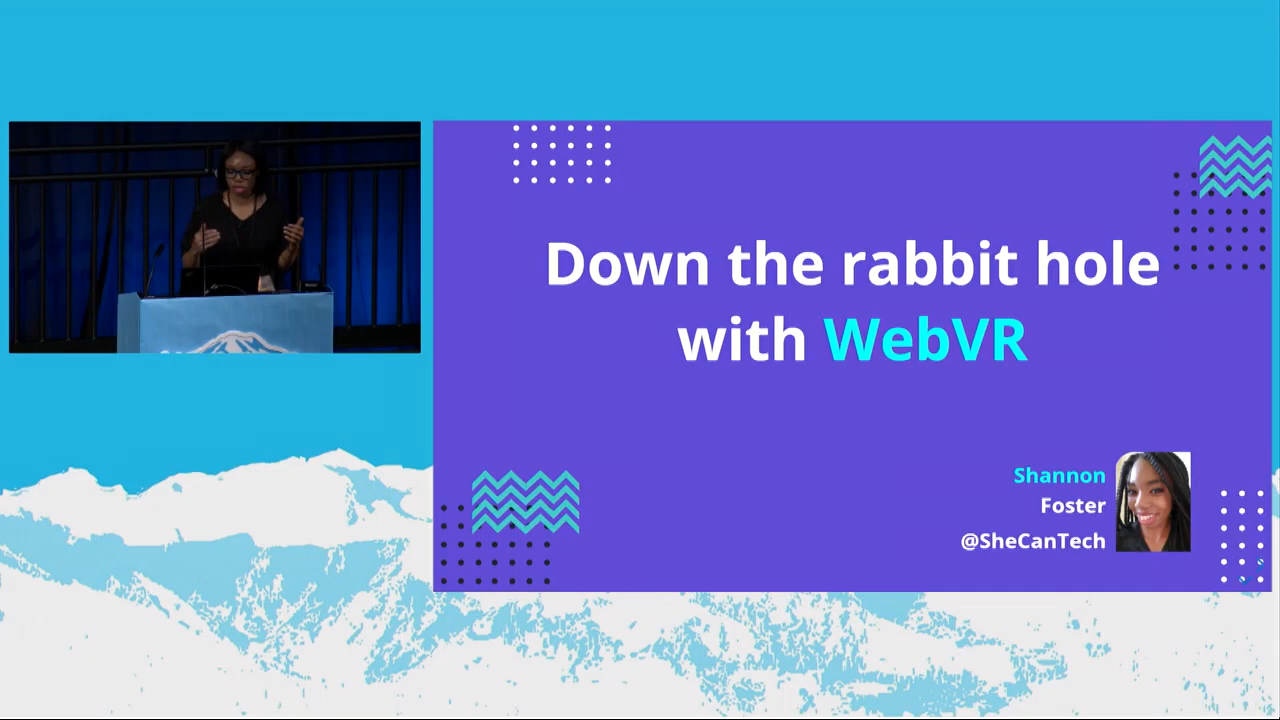 Down the rabbit hole
with WebVR
Shannon
Foster
@SheCanTech